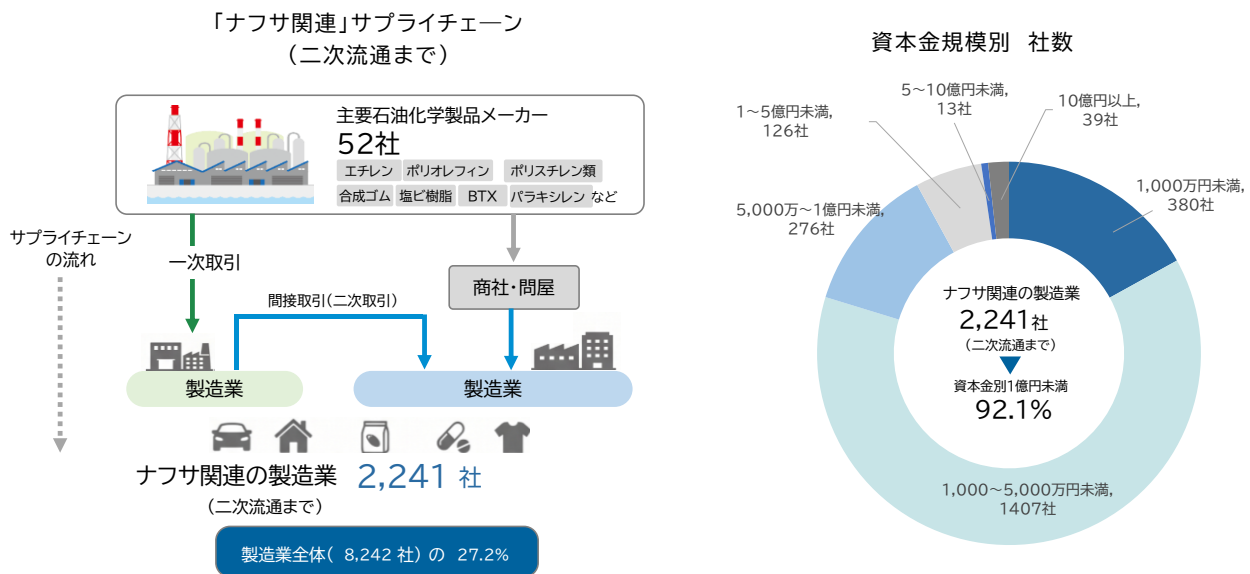 「ナフサ関連」サプライチェーン
（二次流通まで）
主要石油化学製品メーカー
52社
エチレン ポリオレフィン ポリスチレン類
合成ゴム 塩ビ樹脂 BTX パラキシレン など
サプライチェーン
の流れ
一次取引
商社・問屋
間接取引(二次取引)
製造業
製造業
ナフサ関連の製造業 2,241 社
(二次流通まで)
製造業全体( 8,242 社) の 27.2%
資本金規模別 社数
5～10億円未満,
13社
10億円以上,
39社
1～5億円未満,
126社
1,000万円未満,
380社
5,000万～1億円未満,
276社
ナフサ関連の製造業
2,241社
(二次流通まで)
資本金別1億円未満
92.1%
1,000～5,000万円未満,
1407社